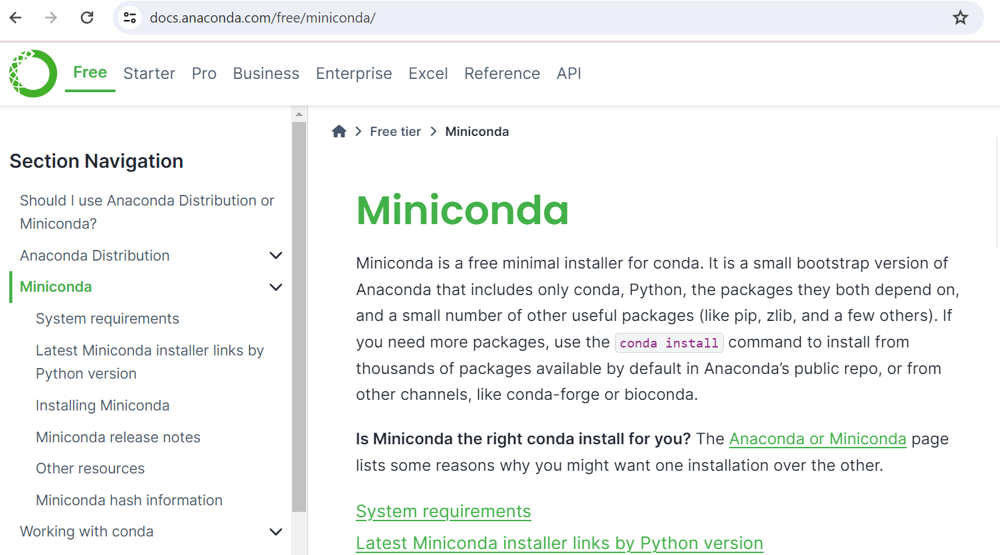 docs.anaconda.com/free/miniconda/
Free Starter Pro Business Enterprise Excel Reference API
Section Navigation
Should I use Anaconda Distribution or
Miniconda?
Anaconda Distribution
Miniconda
System requirements
Latest Miniconda installer links by
Python version
Installing Miniconda
Miniconda release notes
Other resources
Miniconda hash information
Working with conda
Free tier Miniconda
Miniconda
Miniconda is a free minimal installer for conda. It is a small bootstrap version of
Anaconda that includes only conda, Python, the packages they both depend on,
and a small number of other useful packages (like pip, zlib, and a few others). If
you need more packages, use the conda install command to install from
thousands of packages available by default in Anaconda’s public repo, or from
other channels, like conda-forge or bioconda.
Is Miniconda the right conda install for you? The Anaconda or Miniconda page
lists some reasons why you might want one installation over the other.
System requirements
Latest Miniconda installer links by Python version